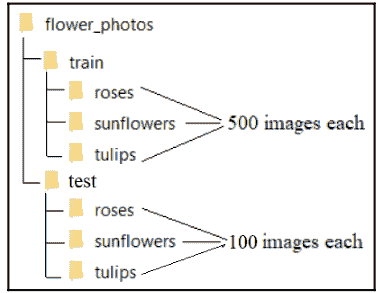 flower_photos
train
roses
sunflowers 500 images each
tulips
test
roses
sunflowers 100 images each
tulips